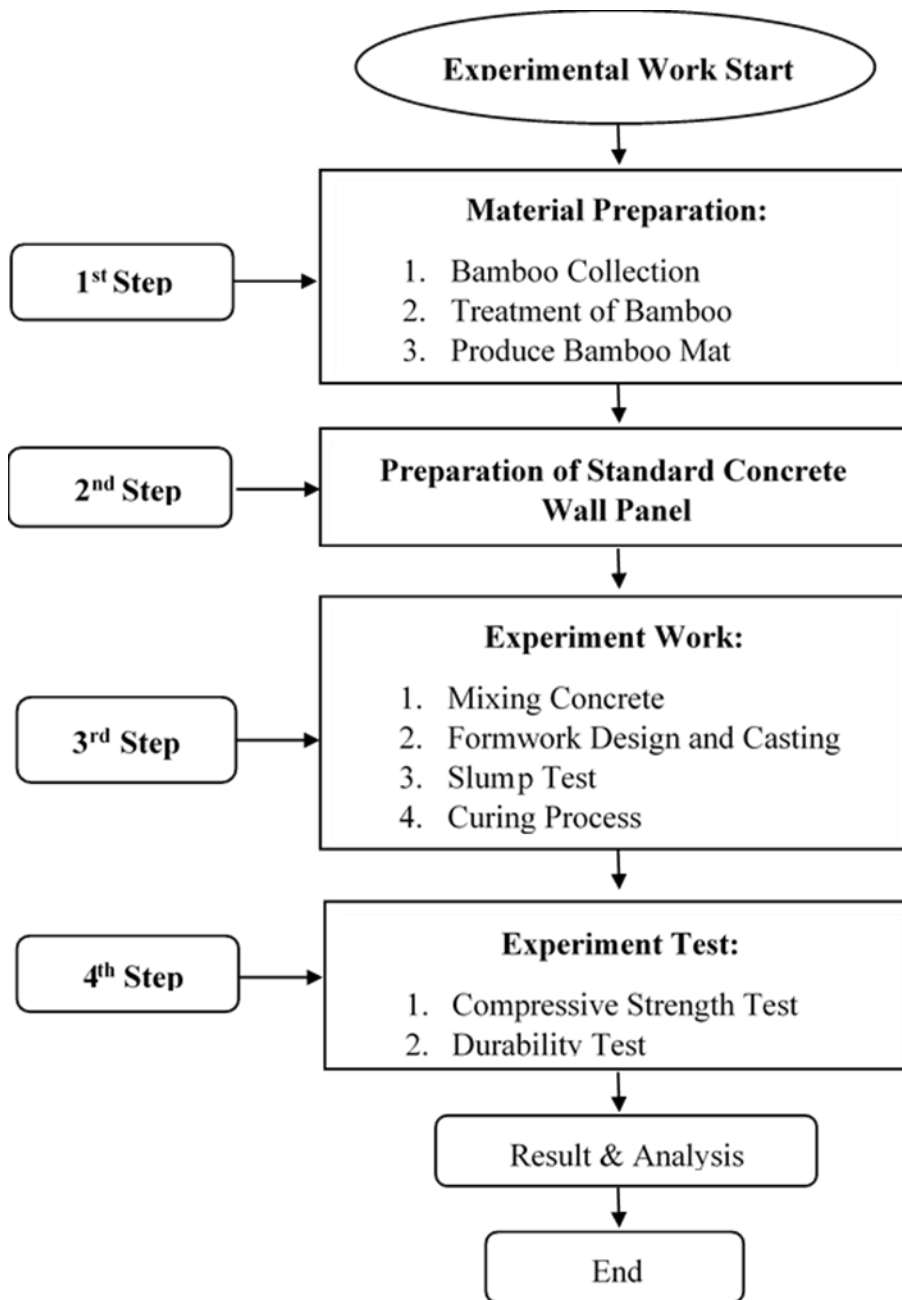 Experimental Work Start
Material Preparation:
1. Bamboo Collection
2. Treatment of Bamboo
3. Produce Bamboo Mat
1st Step
Preparation of Standard Concrete
Wall Panel
2nd Step
Experiment Work:
1. Mixing Concrete
2. Formwork Design and Casting
3. Slump Test
4. Curing Process
3rd Step
Experiment Test:
1. Compressive Strength Test
2. Durability Test
4th Step
Result & Analysis
End